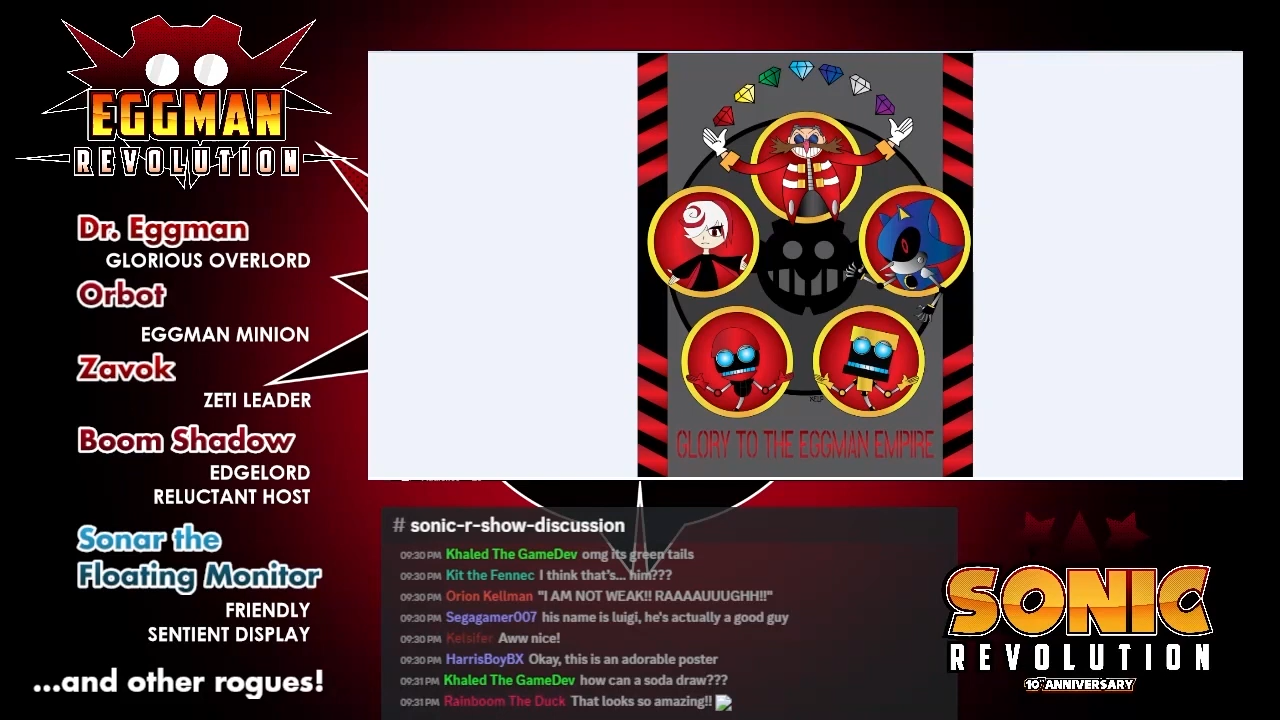 EGGMAN
REVOLUTION
Dr. Eggman
GLORIOUS OVERLORD
Orbot
EGGMAN MINION
Zavok
ZETI LEADER
Boom Shadow
EDGELORD
RELUCTANT HOST
Sonar the
Floating Monitor
FRIENDLY
SENTIENT DISPLAY
...and other rogues!
GLORY TO THE EGGMAN EMPIRE
# sonic-r-show-discussion
09:30 PM Khaled The GameDev omg its green tails
09:30 PM Kit the Fennec I think that's... him???
09:30 PM Orion Kellman "I AM NOT WEAK!! RAAAAUUUGHH!!"
09:30 PM Segagamer007 his name is luigi, he's actually a good guy
09:30 PM Kelsifer Aww nice!
09:30 PM HarrisBoyBX Okay, this is an adorable poster
09:31 PM Khaled The GameDev how can a soda draw???
09:31 PM Rainboom The Duck That looks so amazing!!
SONIC
REVOLUTION
10TH ANNIVERSARY